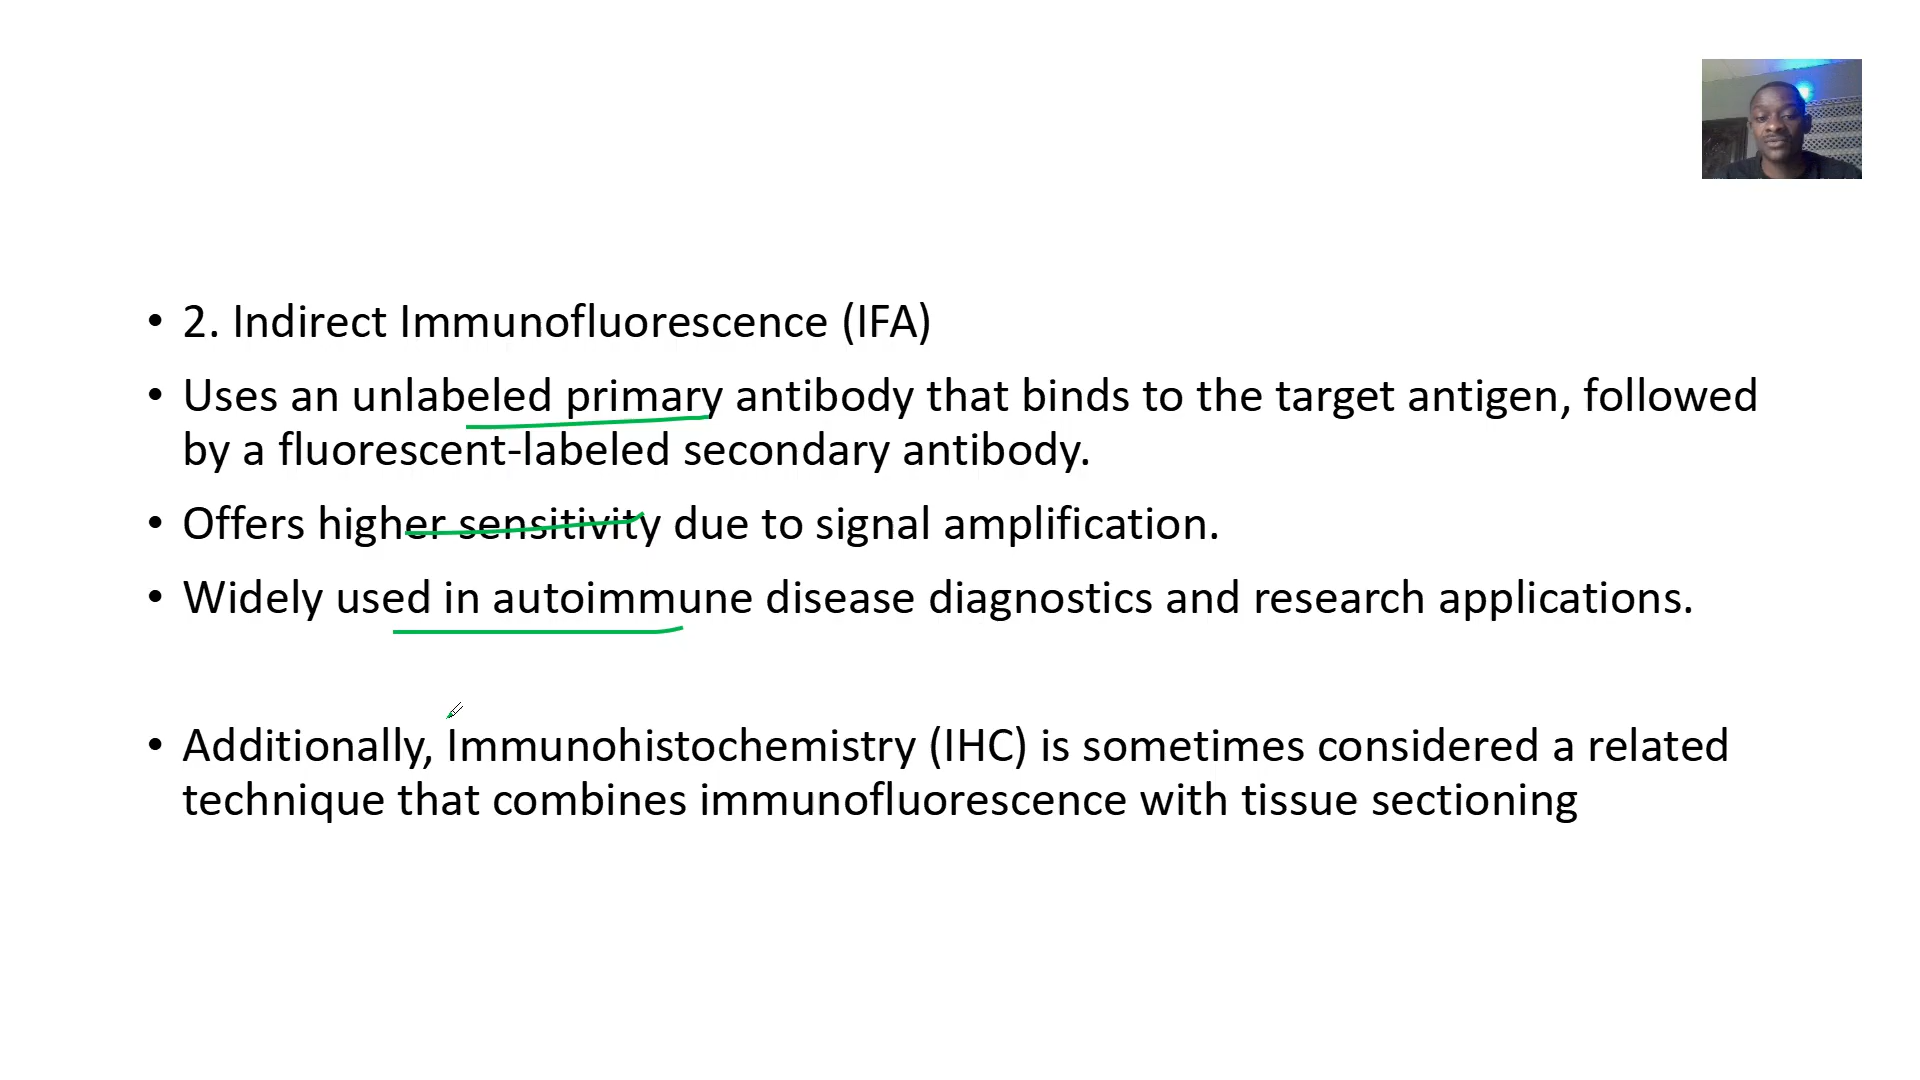 • 2. Indirect Immunofluorescence (IFA)
• Uses an unlabeled primary antibody that binds to the target antigen, followed
by a fluorescent-labeled secondary antibody.
• Offers higher sensitivity due to signal amplification.
• Widely used in autoimmune disease diagnostics and research applications.
• Additionally, Immunohistochemistry (IHC) is sometimes considered a related
technique that combines immunofluorescence with tissue sectioning